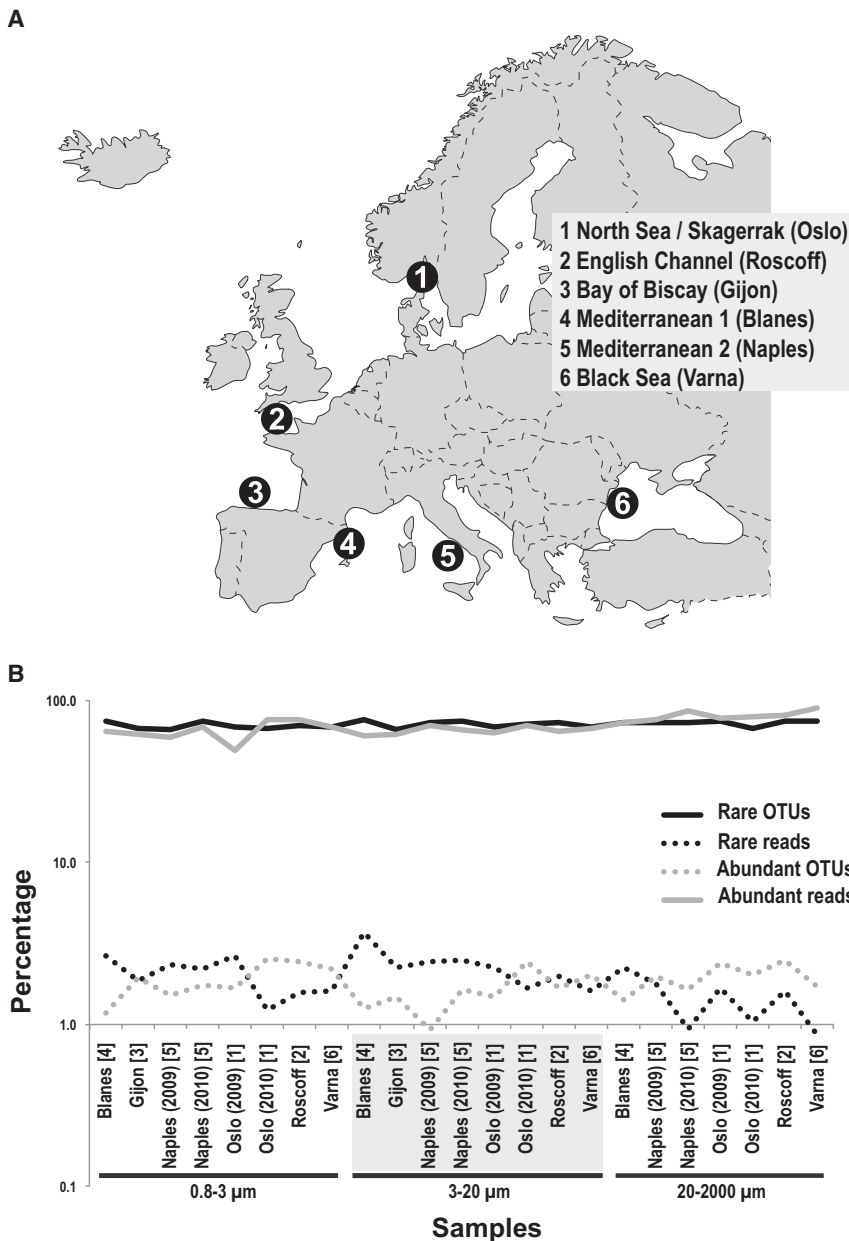 A
1
2
3
4
5
6
1 North Sea / Skagerrak (Oslo)
2 English Channel (Roscoff)
3 Bay of Biscay (Gijon)
4 Mediterranean 1 (Blanes)
5 Mediterranean 2 (Naples)
6 Black Sea (Varna)
B
Percentage
100.0
10.0
1.0
0.1
Rare OTUs
Rare reads
Abundant OTUs
Abundant reads
Blanes [4]
Gijon [3]
Naples (2009) [5]
Naples (2010) [5]
Oslo (2009) [1]
Oslo (2010) [1]
Roscoff [2]
Varna [6]
Blanes [4]
Gijon [3]
Naples (2009) [5]
Naples (2010) [5]
Oslo (2009) [1]
Oslo (2010) [1]
Roscoff [2]
Varna [6]
Blanes [4]
Naples (2009) [5]
Naples (2010) [5]
Oslo (2009) [1]
Oslo (2010) [1]
Roscoff [2]
Varna [6]
0.8-3 µm
3-20 µm
20-2000 µm
Samples